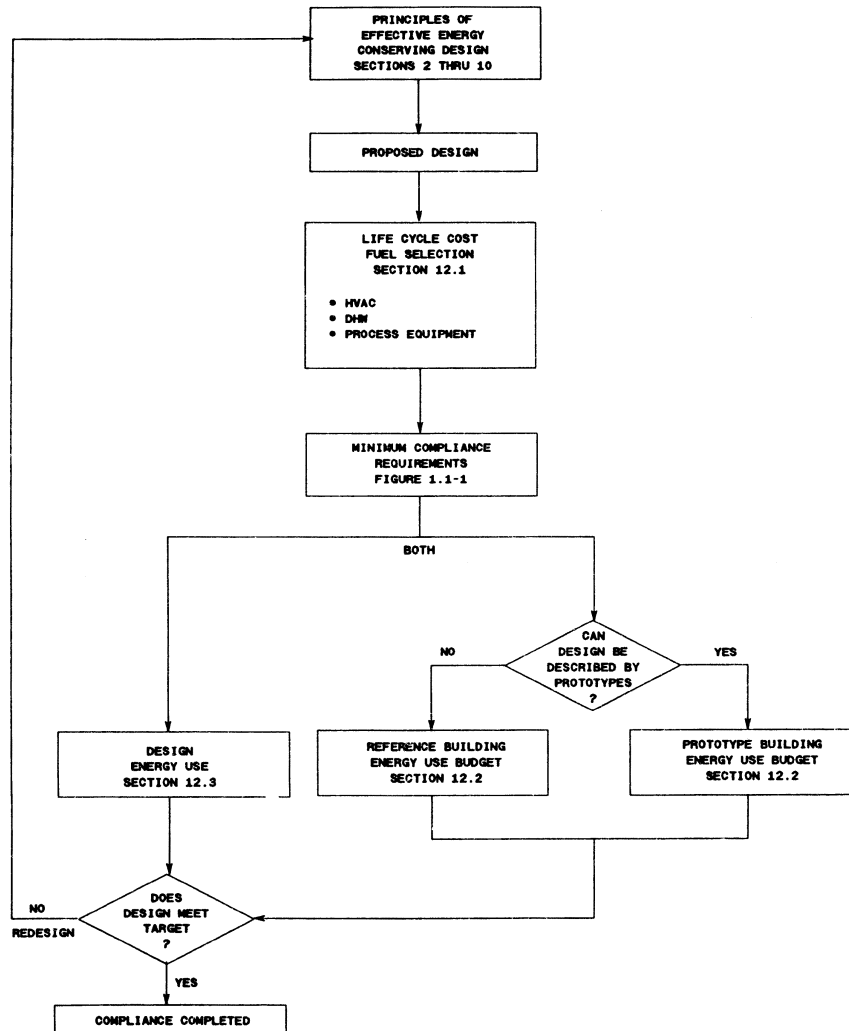 PRINCIPLES OF
EFFECTIVE ENERGY
CONSERVING DESIGN
SECTIONS 2 THRU 10
PROPOSED DESIGN
LIFE CYCLE COST
FUEL SELECTION
SECTION 12.1
• HVAC
• DHW
• PROCESS EQUIPMENT
MINIMUM COMPLIANCE
REQUIREMENTS
FIGURE 1.1-1
BOTH
CAN
DESIGN BE
DESCRIBED BY
PROTOTYPES
?
NO
YES
DESIGN
ENERGY USE
SECTION 12.3
REFERENCE BUILDING
ENERGY USE BUDGET
SECTION 12.2
PROTOTYPE BUILDING
ENERGY USE BUDGET
SECTION 12.2
DOES
DESIGN MEET
TARGET
?
NO
REDESIGN
YES
COMPLIANCE COMPLETED